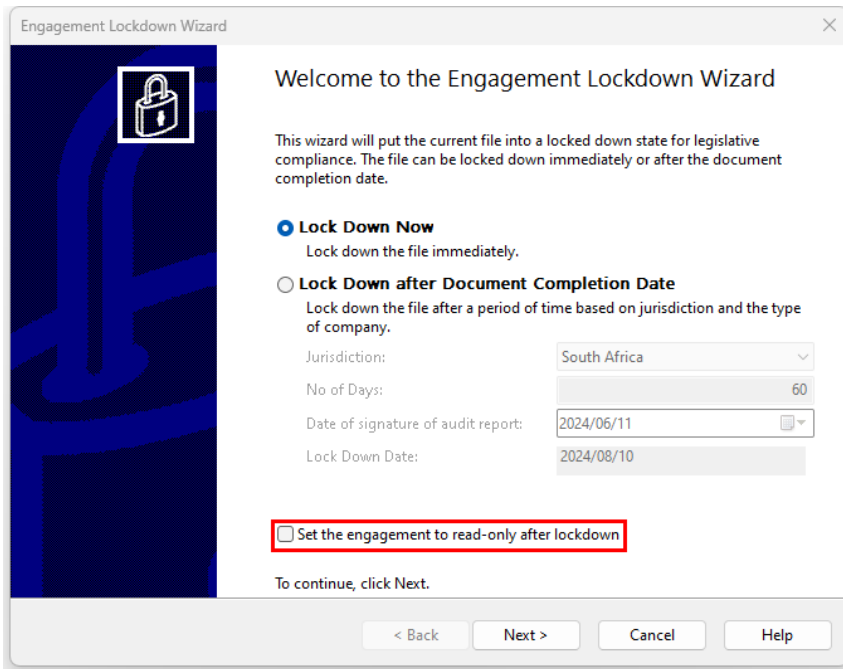 Engagement Lockdown Wizard
Welcome to the Engagement Lockdown Wizard
This wizard will put the current file into a locked down state for legislative
compliance. The file can be locked down immediately or after the document
completion date.
Lock Down Now
Lock down the file immediately.
Lock Down after Document Completion Date
Lock down the file after a period of time based on jurisdiction and the type
of company.
Jurisdiction: South Africa
No of Days: 60
Date of signature of audit report: 2024/06/11
Lock Down Date: 2024/08/10
Set the engagement to read-only after lockdown
To continue, click Next.
< Back Next > Cancel Help